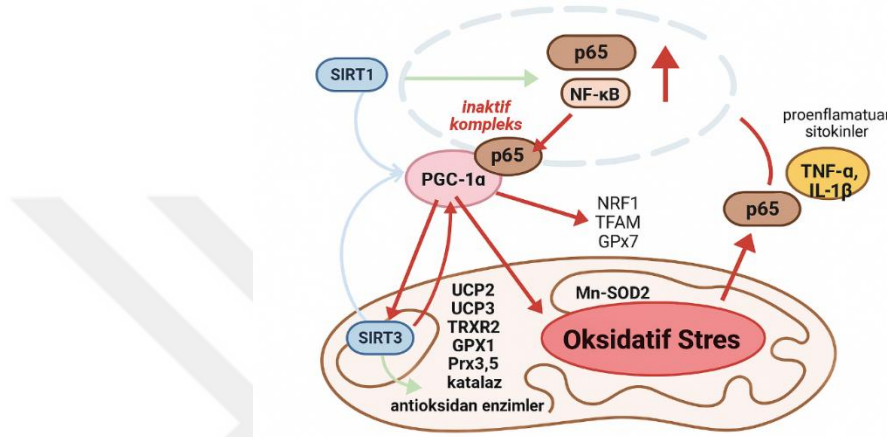 p65
SIRT1
NF-κB
inaktif
kompleks
p65
PGC-1α
proenflamatuar
sitokinler
TNF-α,
IL-1β
p65
NRF1
TFAM
GPx7
UCP2
UCP3
TRXR2
GPX1
Prx3,5
katalaz
antioksidan enzimler
Mn-SOD2
Oksidatif Stres
SIRT3